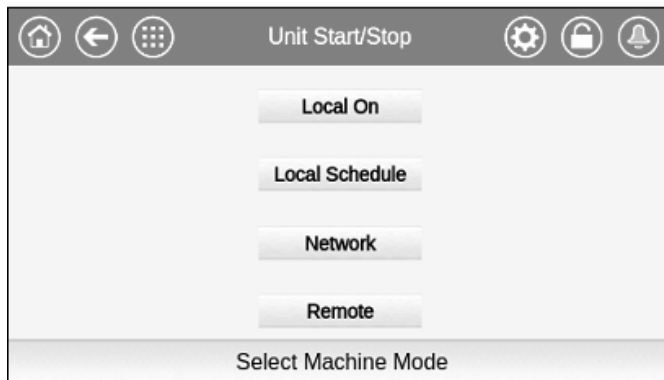 Unit Start/Stop
Local On
Local Schedule
Network
Remote
Select Machine Mode